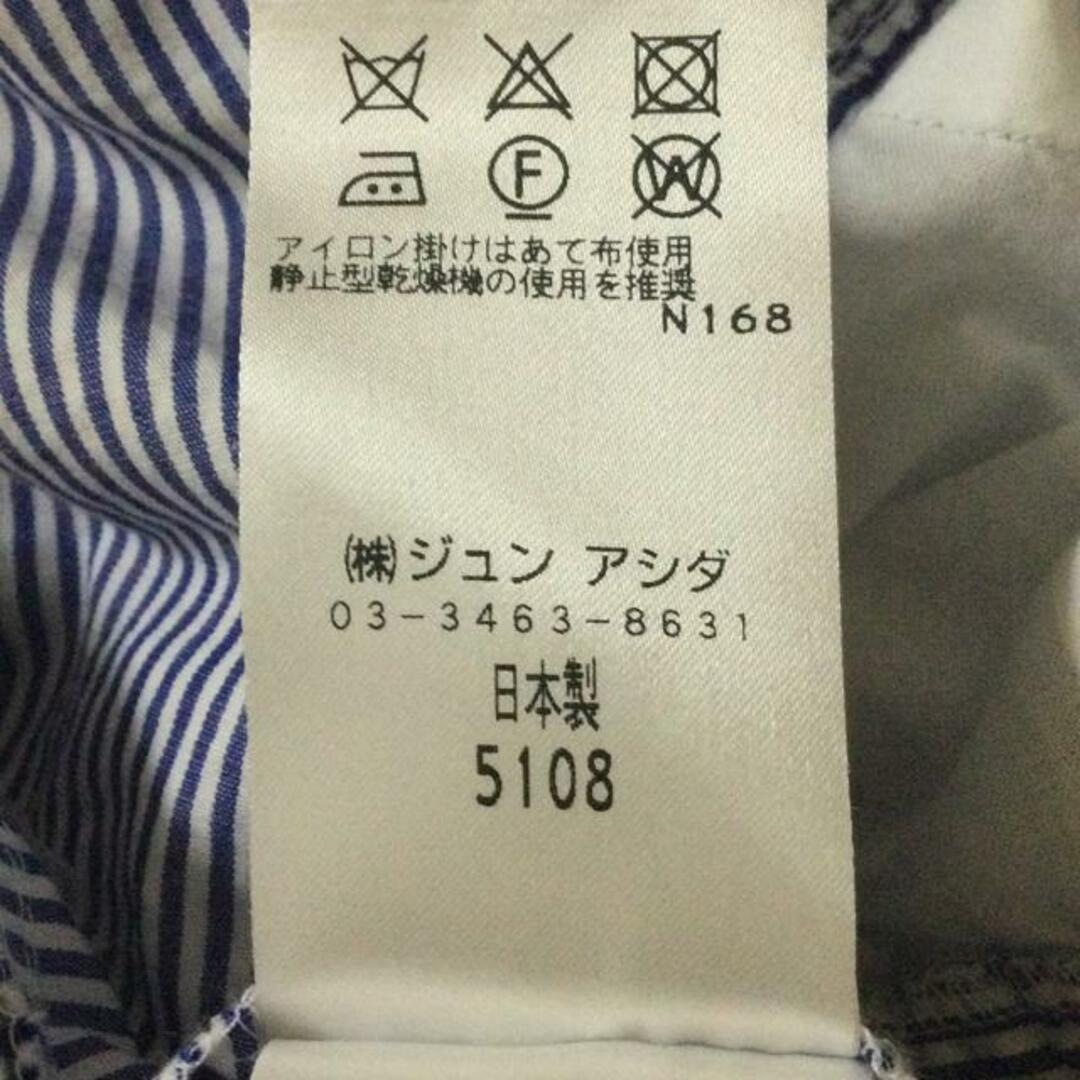 F
W
アイロン掛けはあて布使用
静止型乾燥機の使用を推奨
N168
(株)ジュン アシダ
03-3463-8631
日本製
5108